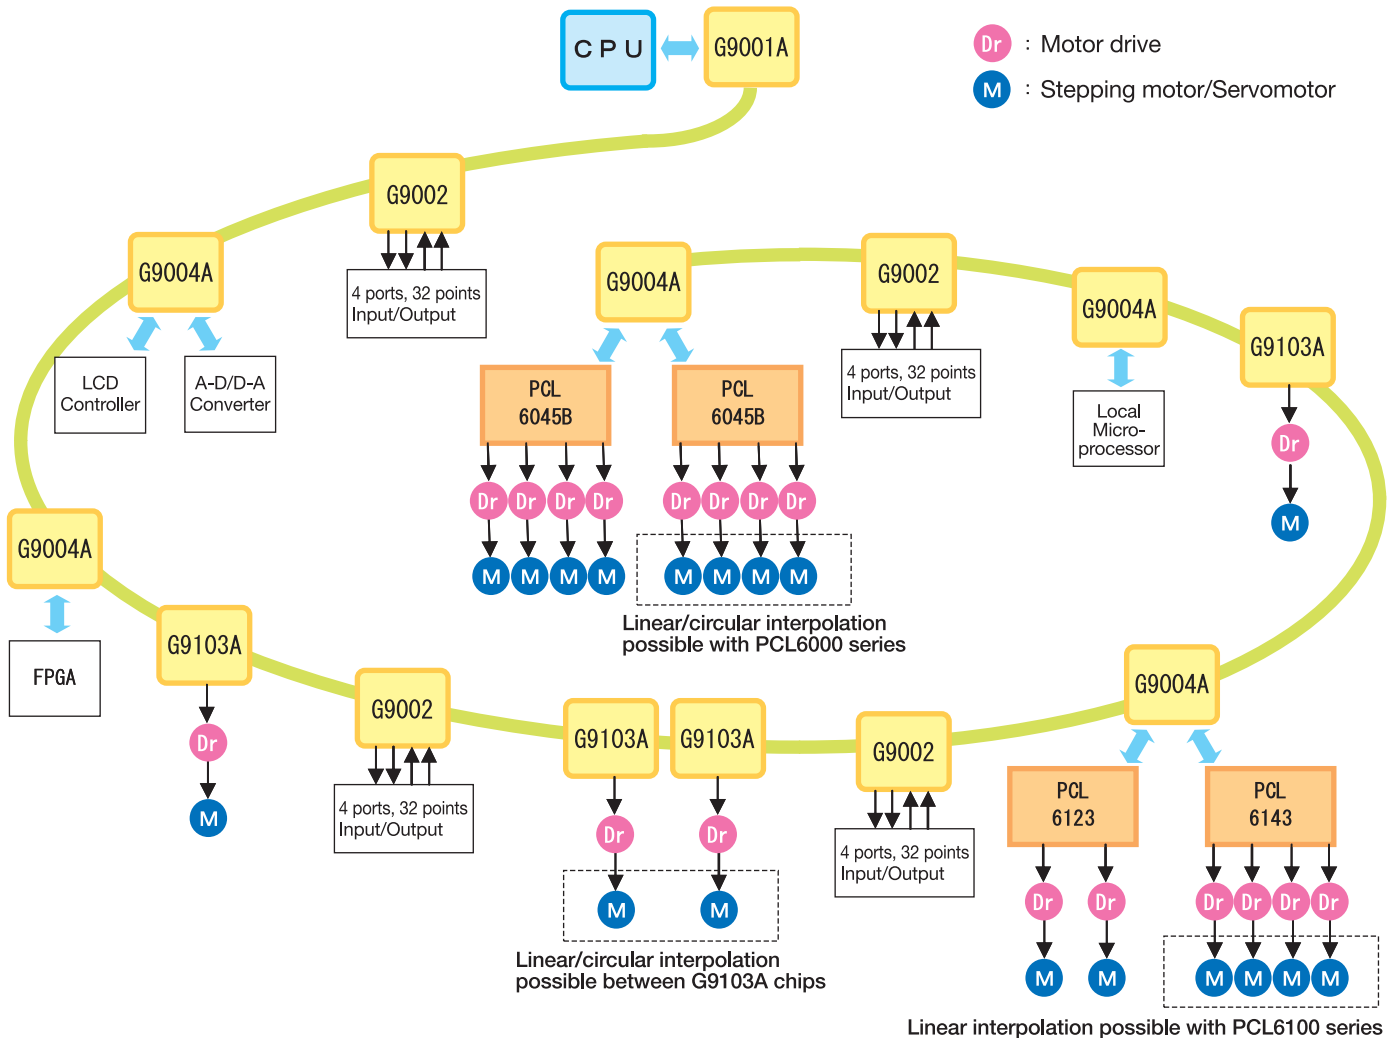 CPU
G9001A
Dr : Motor drive
M : Stepping motor/Servomotor
G9002
4 ports, 32 points
Input/Output
G9004A
LCD
Controller
A-D/D-A
Converter
G9004A
PCL
6045B
PCL
6045B
Dr Dr Dr Dr
Dr Dr Dr Dr
M M M M
M M M M
Linear/circular interpolation
possible with PCL6000 series
G9002
4 ports, 32 points
Input/Output
G9004A
Local
Micro-
processor
G9103A
Dr
M
G9004A
FPGA
G9103A
Dr
M
G9002
4 ports, 32 points
Input/Output
G9103A
G9103A
Dr
Dr
M
M
Linear/circular interpolation
possible between G9103A chips
G9002
4 ports, 32 points
Input/Output
G9004A
PCL
6123
PCL
6143
Dr Dr
Dr Dr Dr Dr
M M
M M M M
Linear interpolation possible with PCL6100 series